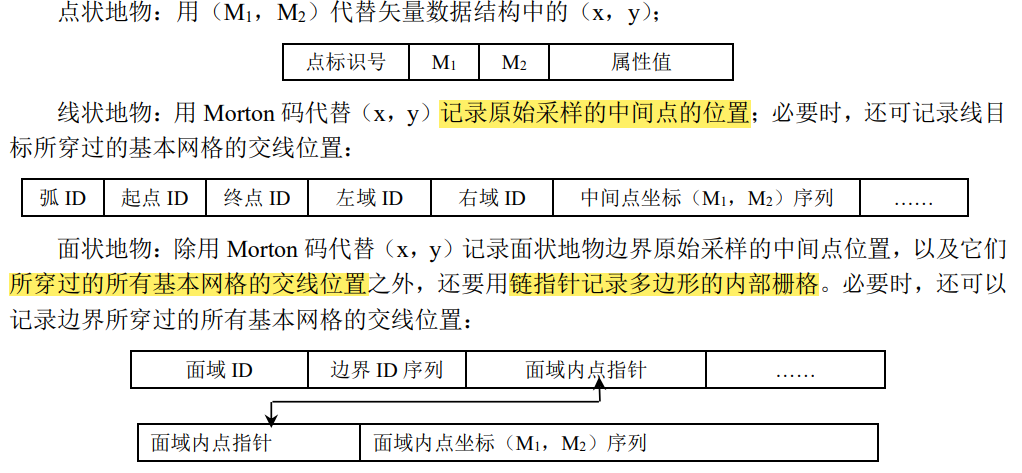 点状地物：用（M1，M2）代替矢量数据结构中的（x，y）；
点标识号 M1 M2 属性值
线状地物：用 Morton 码代替（x，y）记录原始采样的中间点的位置；必要时，还可记录线目
标所穿过的基本网格的交线位置：
弧 ID 起点 ID 终点 ID 左域 ID 右域 ID 中间点坐标（M1，M2）序列 ……
面状地物：除用 Morton 码代替（x，y）记录面状地物边界原始采样的中间点位置，以及它们
所穿过的所有基本网格的交线位置之外，还要用链指针记录多边形的内部栅格。必要时，还可以
记录边界所穿过的所有基本网格的交线位置：
面域 ID 边界 ID 序列 面域内点指针 ……
面域内点指针 面域内点坐标（M1，M2）序列